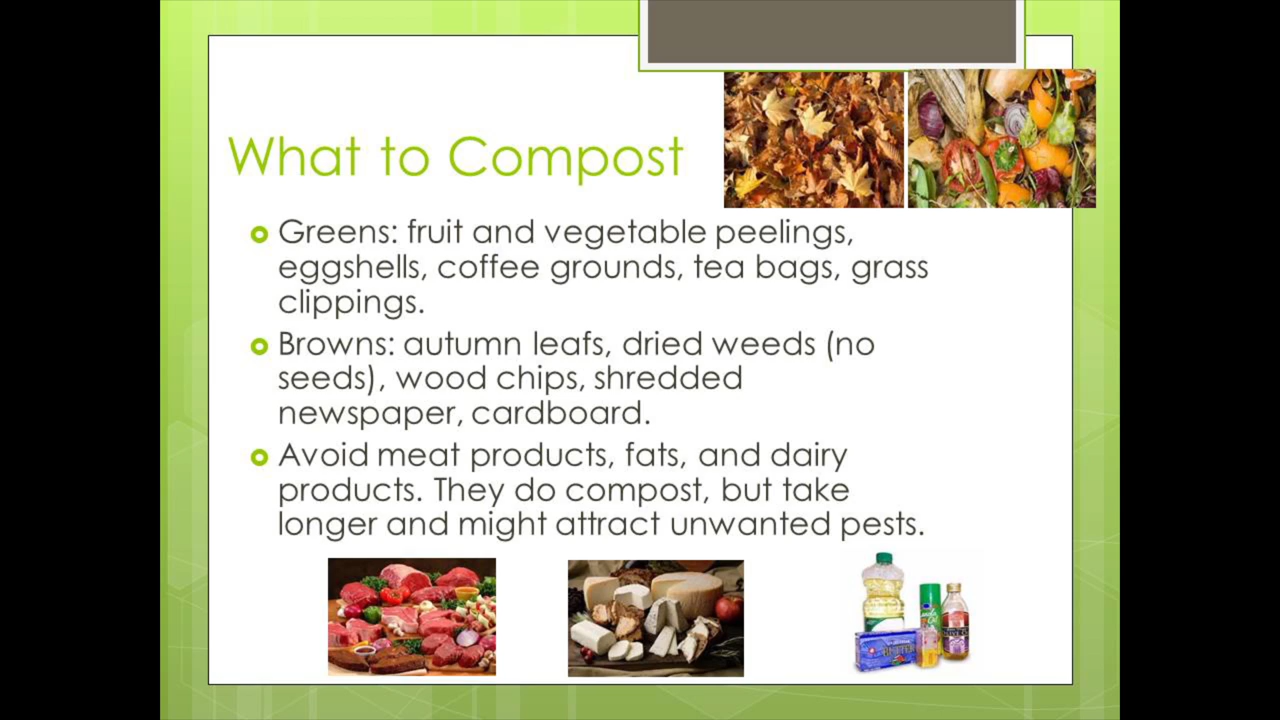 What to Compost
Greens: fruit and vegetable peelings,
eggshells, coffee grounds, tea bags, grass
clippings.
Browns: autumn leafs, dried weeds (no
seeds), wood chips, shredded
newspaper, cardboard.
Avoid meat products, fats, and dairy
products. They do compost, but take
longer and might attract unwanted pests.
BUTTER